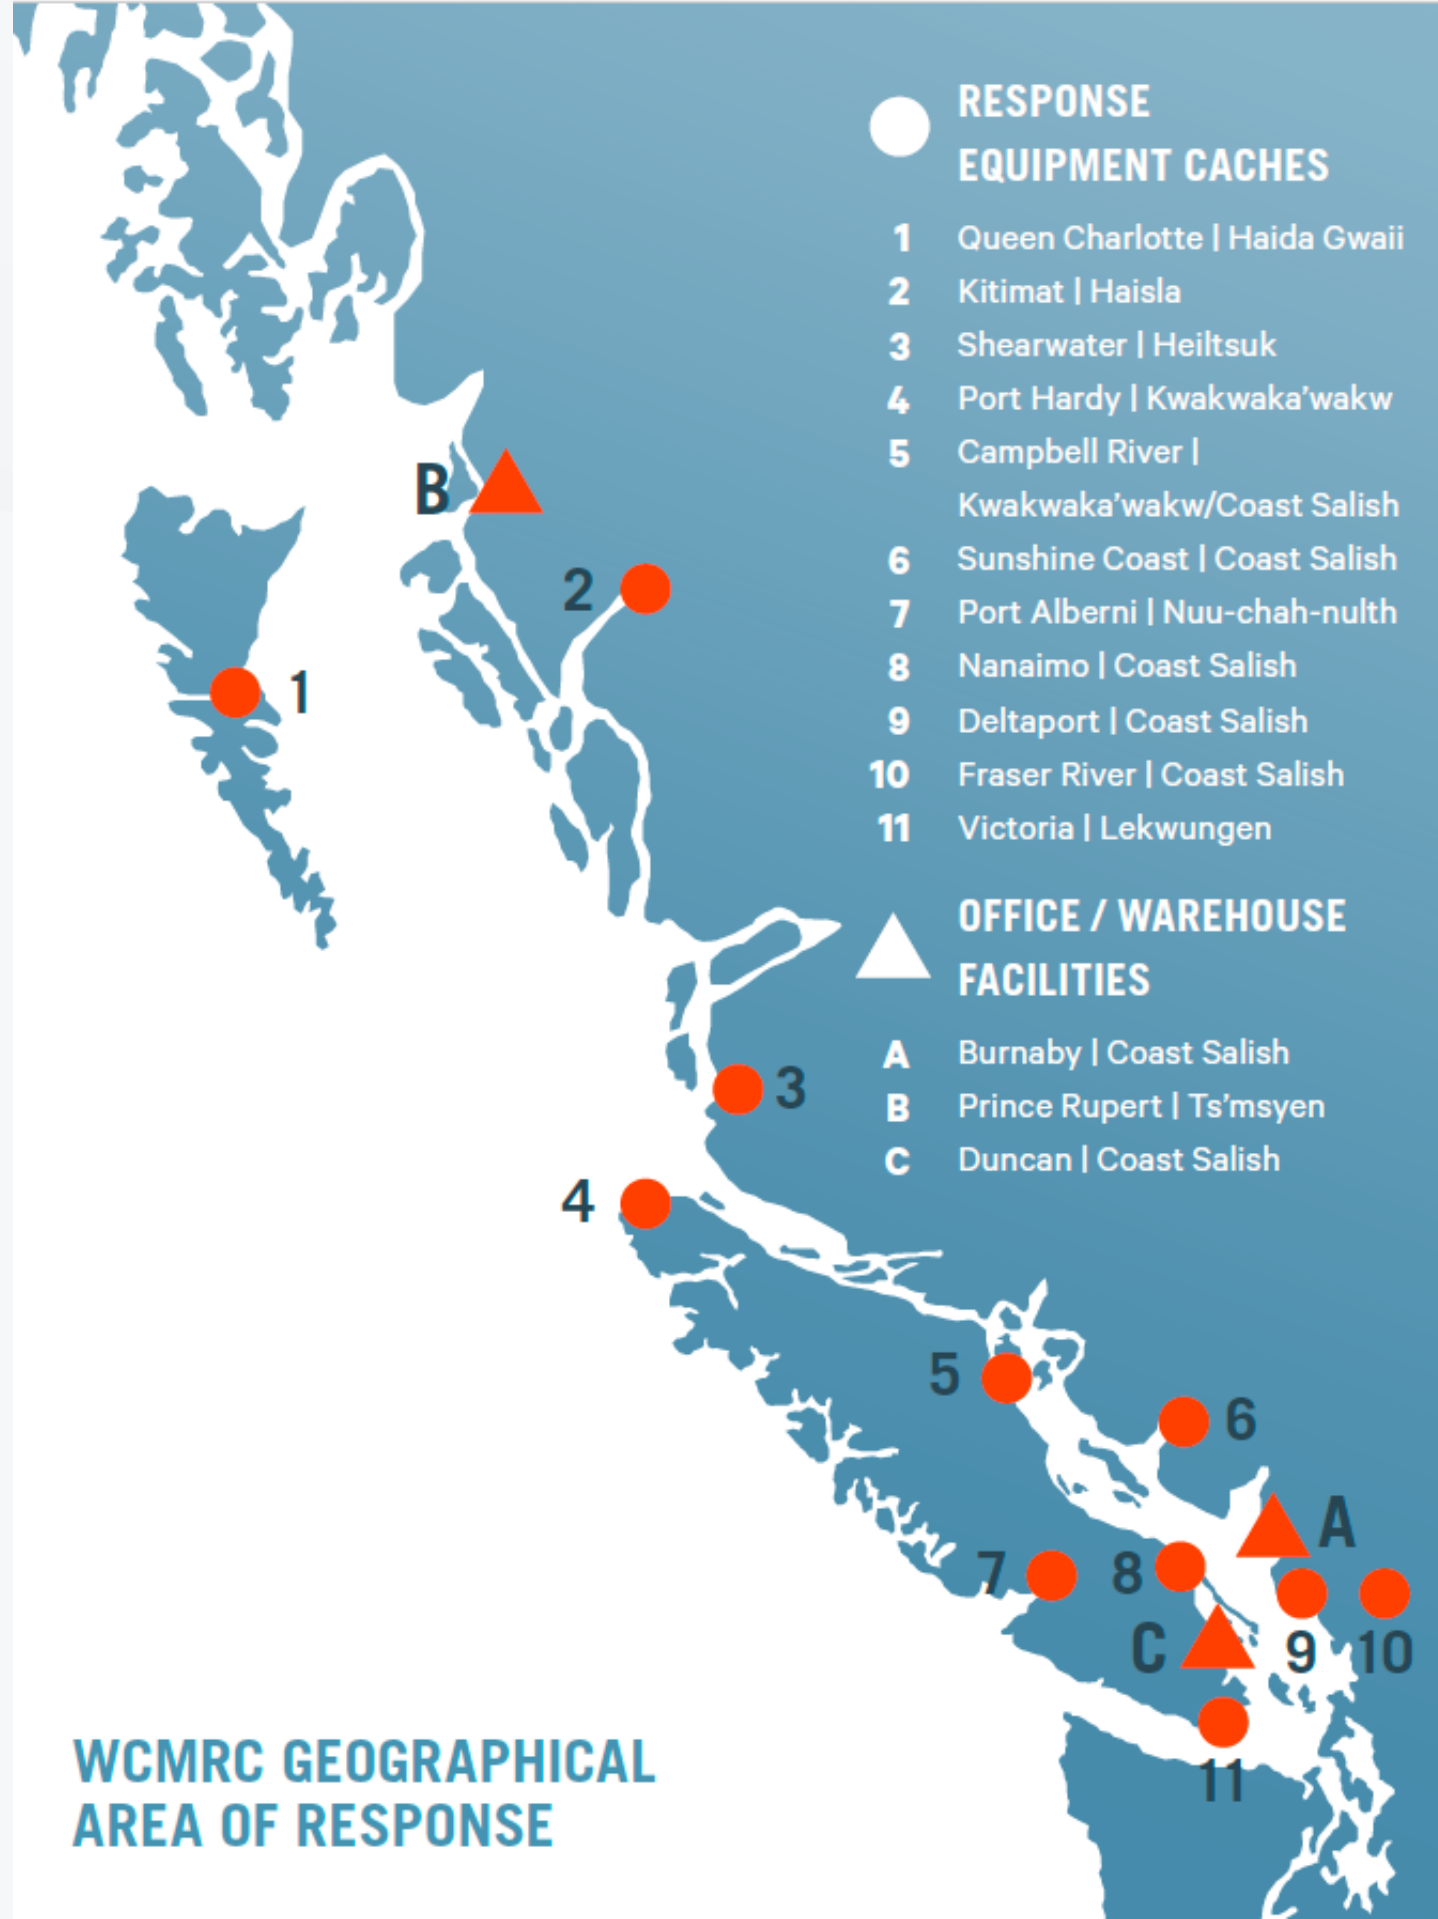 RESPONSE
EQUIPMENT CACHES
1 Queen Charlotte | Haida Gwaii
2 Kitimat | Haisla
3 Shearwater | Heiltsuk
4 Port Hardy | Kwakwaka’wakw
5 Campbell River |
Kwakwaka’wakw/Coast Salish
6 Sunshine Coast | Coast Salish
7 Port Alberni | Nuu-chah-nulth
8 Nanaimo | Coast Salish
9 Deltaport | Coast Salish
10 Fraser River | Coast Salish
11 Victoria | Lekwungen
OFFICE / WAREHOUSE
FACILITIES
A Burnaby | Coast Salish
B Prince Rupert | Ts’msyen
C Duncan | Coast Salish
B
2
1
3
4
5
6
A
7
8
C
9
10
11
WCMRC GEOGRAPHICAL
AREA OF RESPONSE